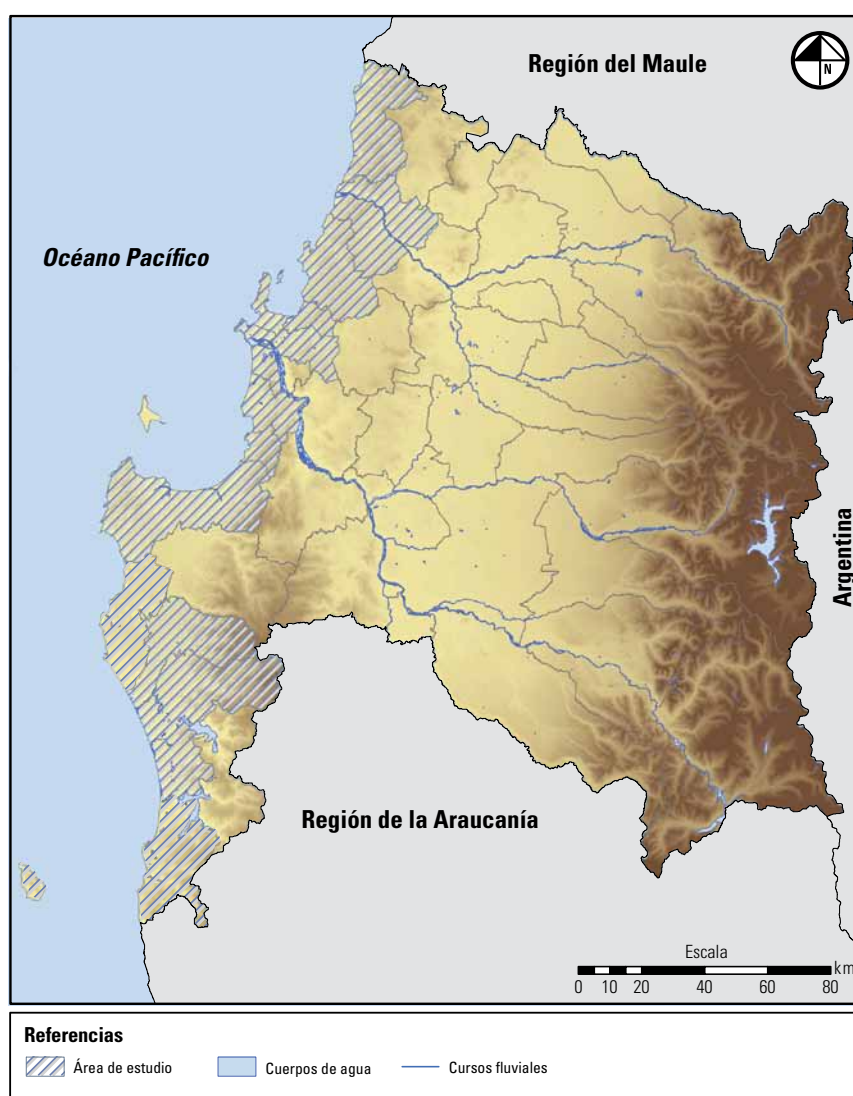 Región del Maule
N
Océano Pacífico
Argentina
Región de la Araucanía
Escala
km
0 10 20 40 60 80
Referencias
Área de estudio
Cuerpos de agua
Cursos fluviales